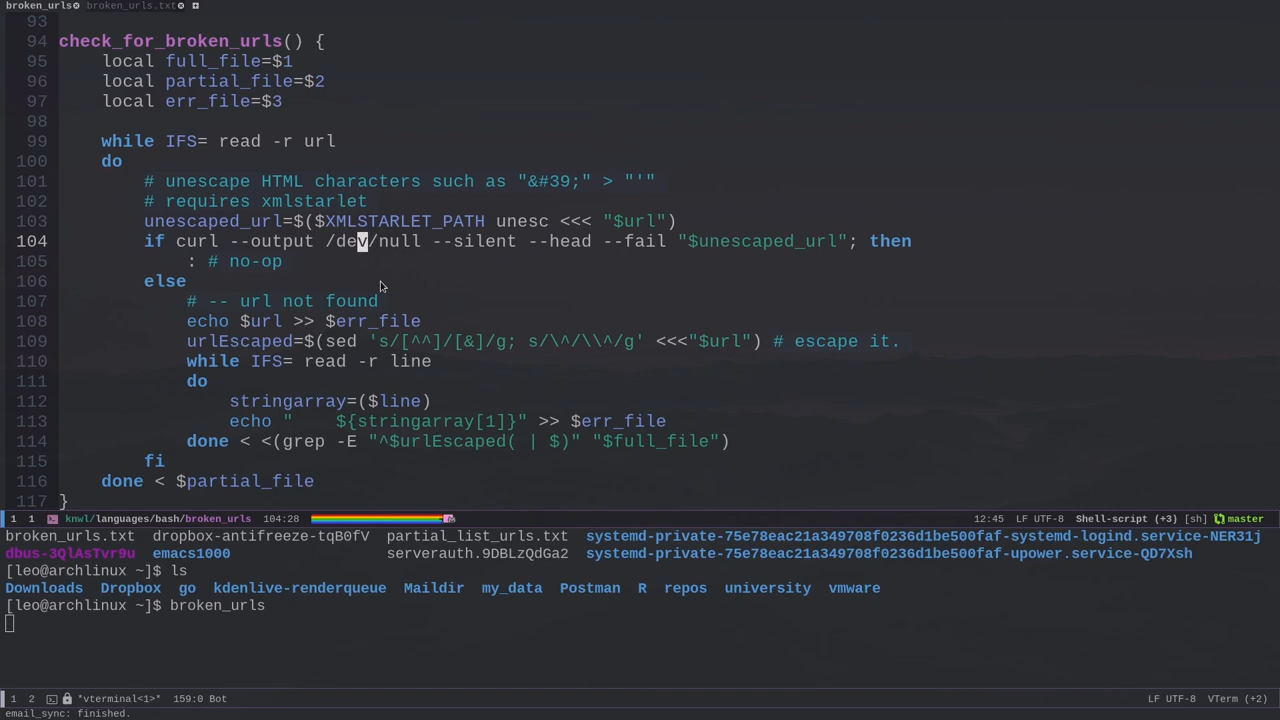 broken_urls broken_urls.txt
93
94 check_for_broken_urls() {
95     local full_file=$1
96     local partial_file=$2
97     local err_file=$3
98
99     while IFS= read -r url
100     do
101         # unescape HTML characters such as "&#39;" > "'"
102         # requires xmlstarlet
103         unescaped_url=$($XMLSTARLET_PATH unesc <<< "$url")
104         if curl --output /dev/null --silent --head --fail "$unescaped_url"; then
105             : # no-op
106         else
107             # -- url not found
108             echo $url >> $err_file
109             urlEscaped=$(sed 's/[^^]/[&]/g; s/\^/\\^/g' <<<"$url") # escape it.
110             while IFS= read -r line
111             do
112                 stringarray=($line)
113                 echo "    ${stringarray[1]}" >> $err_file
114             done < <(grep -E "^$urlEscaped( | $)" "$full_file")
115         fi
116     done < $partial_file
117 }
1 1 knwl/languages/bash/broken_urls 104:28 12:45 LF UTF-8 Shell-script (+3) [sh] master
broken_urls.txt dropbox-antifreeze-tqB0fV partial_list_urls.txt systemd-private-75e78eac21a349708f0236d1be500faf-systemd-logind.service-NER31j
dbus-3QlAsTvr9u emacs1000 serverauth.9DBLzQdGa2 systemd-private-75e78eac21a349708f0236d1be500faf-upower.service-QD7Xsh
[leo@archlinux ~]$ ls
Downloads Dropbox go kdenlive-renderqueue Maildir my_data Postman R repos university vmware
[leo@archlinux ~]$ broken_urls
1 2 *vterminal<1>* 159:0 Bot LF UTF-8 VTerm (+2)
email_sync: finished.